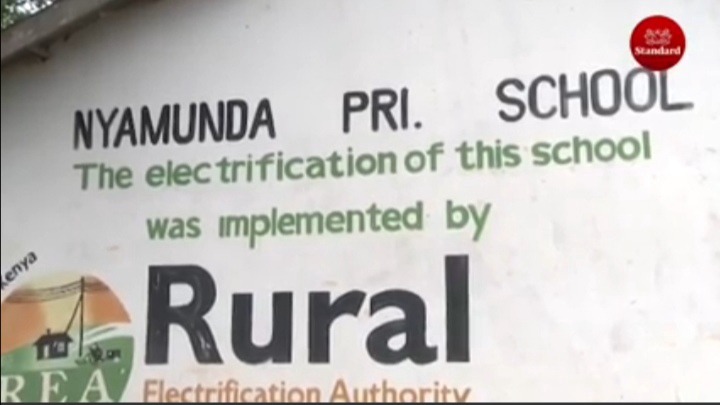 Standard
NYAMUNDA PRI. SCHOOL
The electrification of this school
was implemented by
kenya
Rural
REA
Electrification Authority